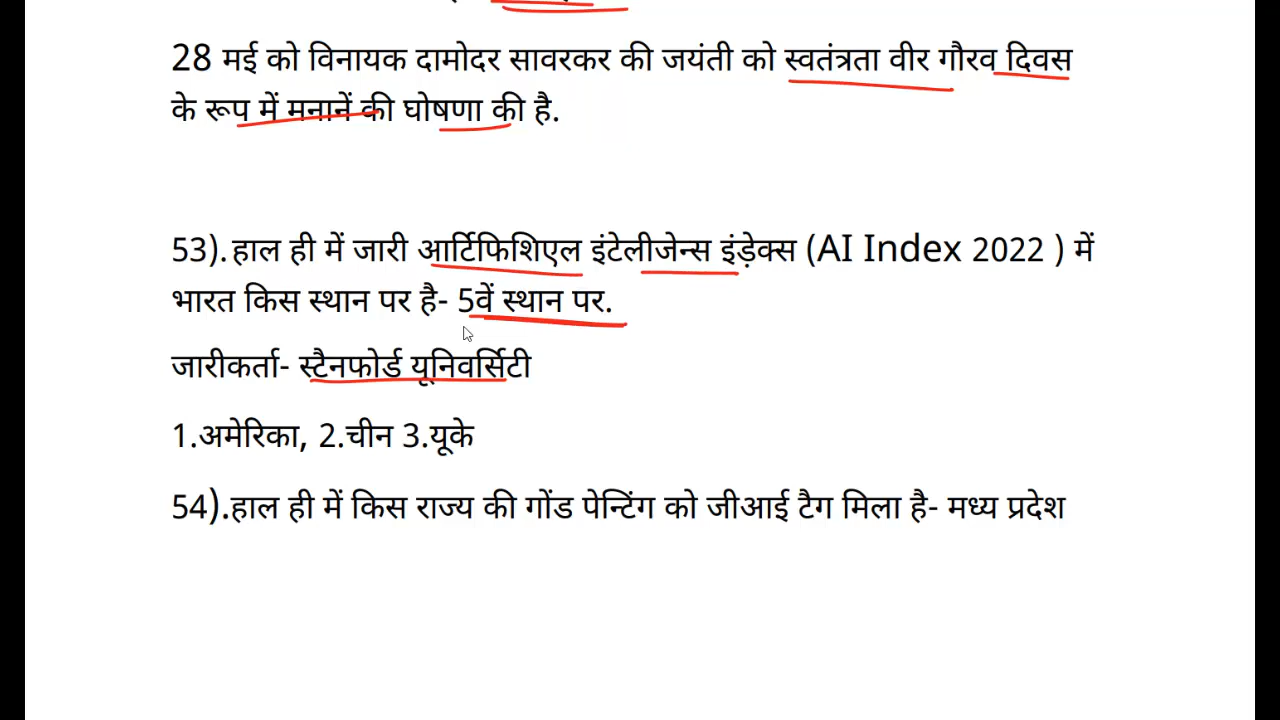 28 मई को विनायक दामोदर सावरकर की जयंती को स्वतंत्रता वीर गौरव दिवस
के रूप में मनानें की घोषणा की है.
53). हाल ही में जारी आर्टिफिशिएल इंटेलीजेन्स इंड़ेक्स (AI Index 2022 ) में
भारत किस स्थान पर है- 5वें स्थान पर.
जारीकर्ता- स्टैनफोर्ड यूनिवर्सिटी
1.अमेरिका, 2.चीन 3.यूके
54).हाल ही में किस राज्य की गोंड पेन्टिंग को जीआई टैग मिला है- मध्य प्रदेश